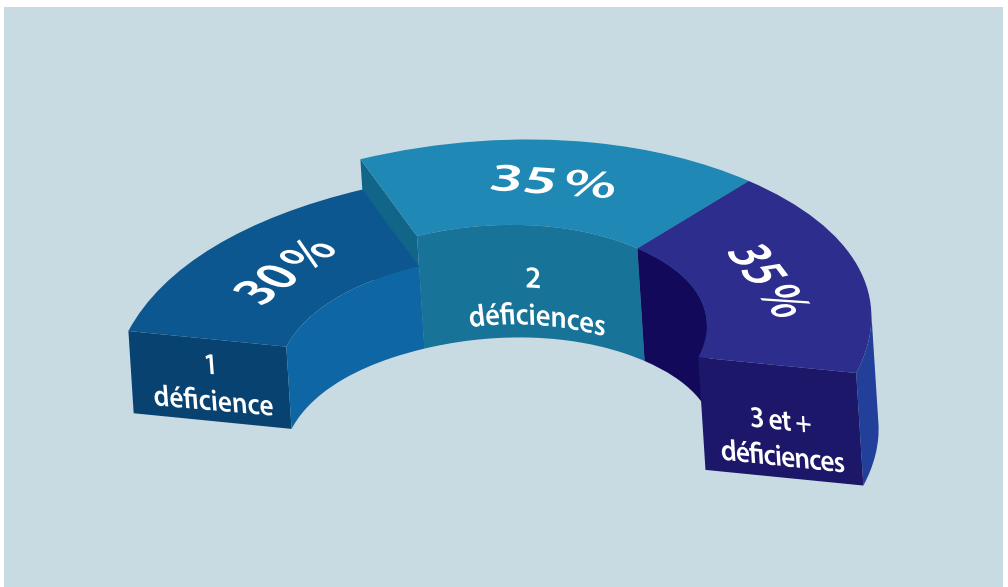 30%
1
déficience
35 %
2
déficiences
35%
3 et +
déficiences